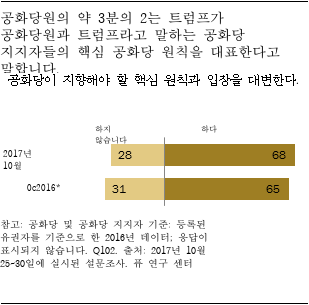 공화당원의 약 3분의 2는 트럼프가
공화당원과 트럼프라고 말하는 공화당
지지자들의 핵심 공화당 원칙을 대표한다고
말합니다.
공화당이 지향해야 할 핵심 원칙과 입장을 대변한다.
하지 하다
않습니다
2017년 28 68
10월
Oc2016* 31 65
참고: 공화당 및 공화당 지지자 기준: 등록된
유권자를 기준으로 한 2016년 데이터; 응답이
표시되지 않습니다. Q102. 출처: 2017년 10월
25-30일에 실시된 설문조사. 퓨 연구 센터